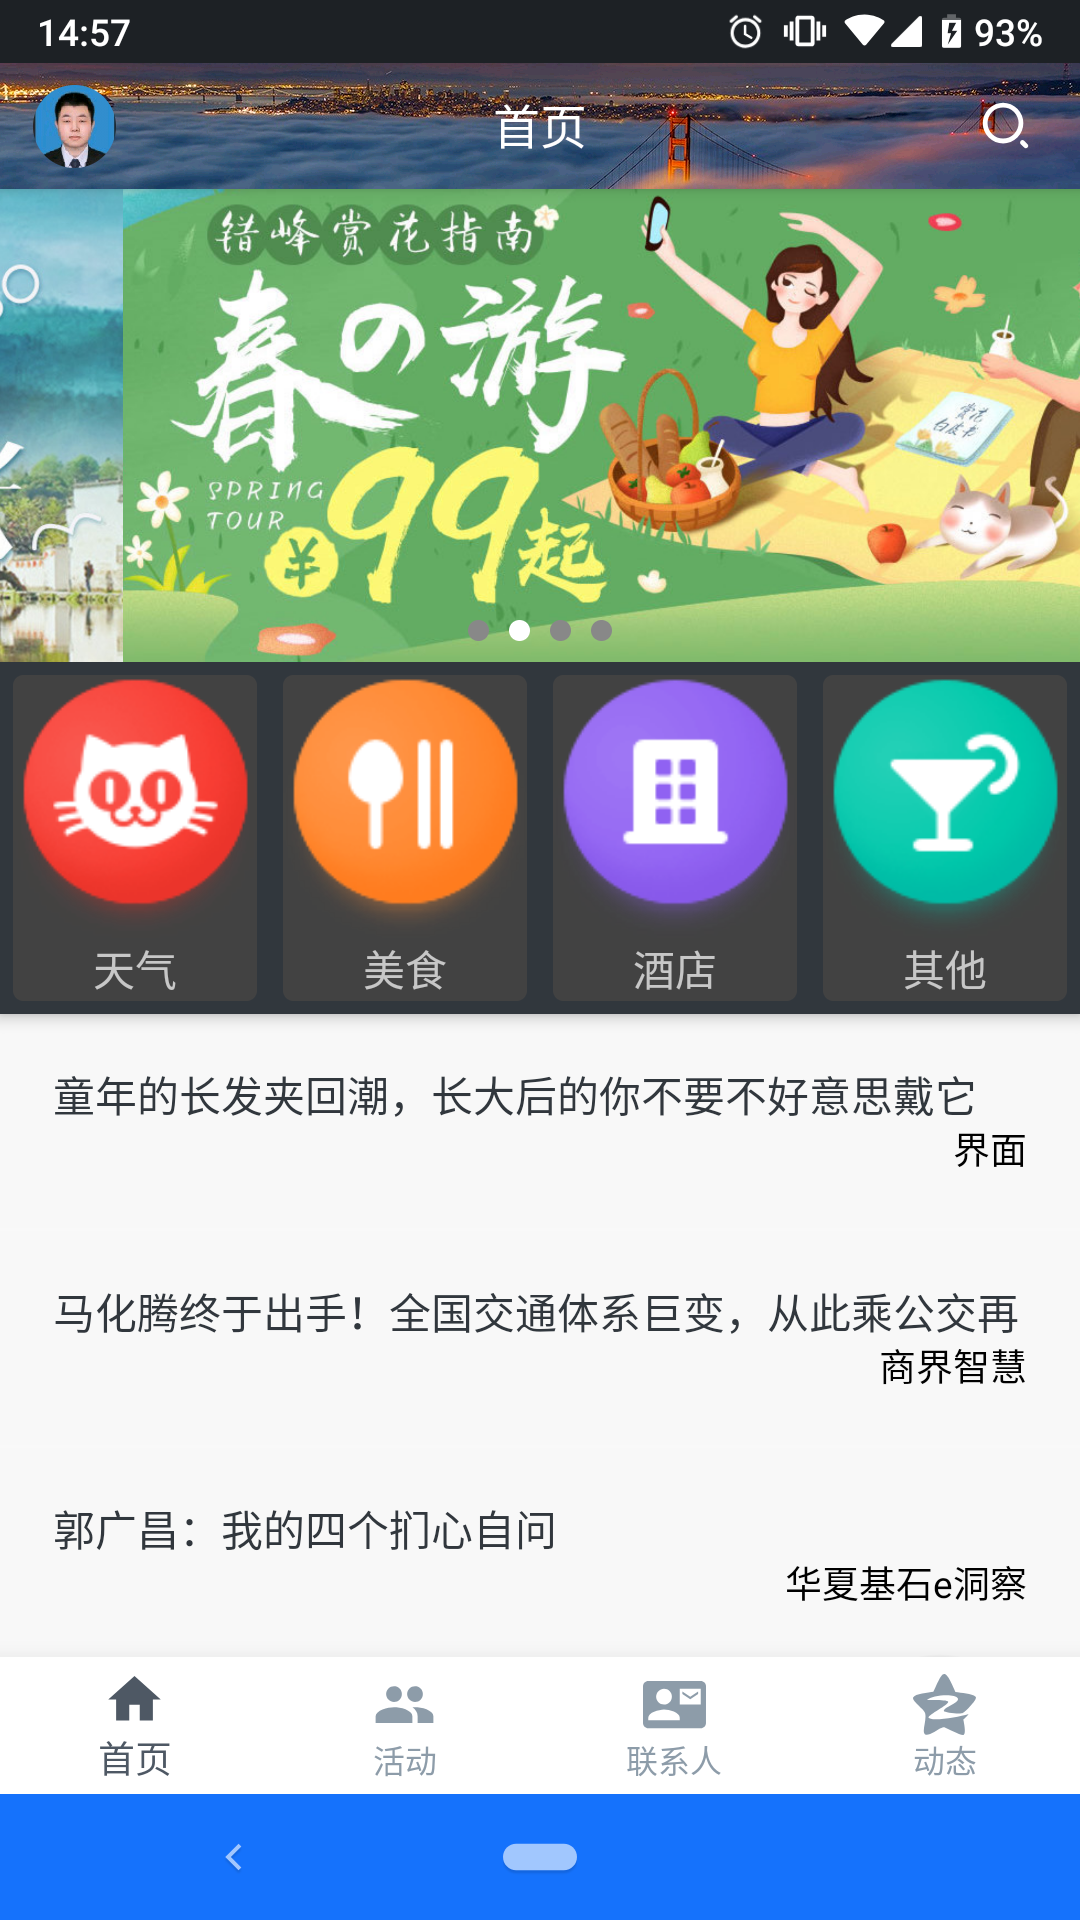 14:57
93%
首页
错峰赏花指南
春の游
SPRING
TOUR
¥99起
赏花
白皮书
天气
美食
酒店
其他
童年的长发夹回潮，长大后的你不要不好意思戴它
界面
马化腾终于出手！全国交通体系巨变，从此乘公交再
商界智慧
郭广昌：我的四个扪心自问
华夏基石e洞察
首页
活动
联系人
动态